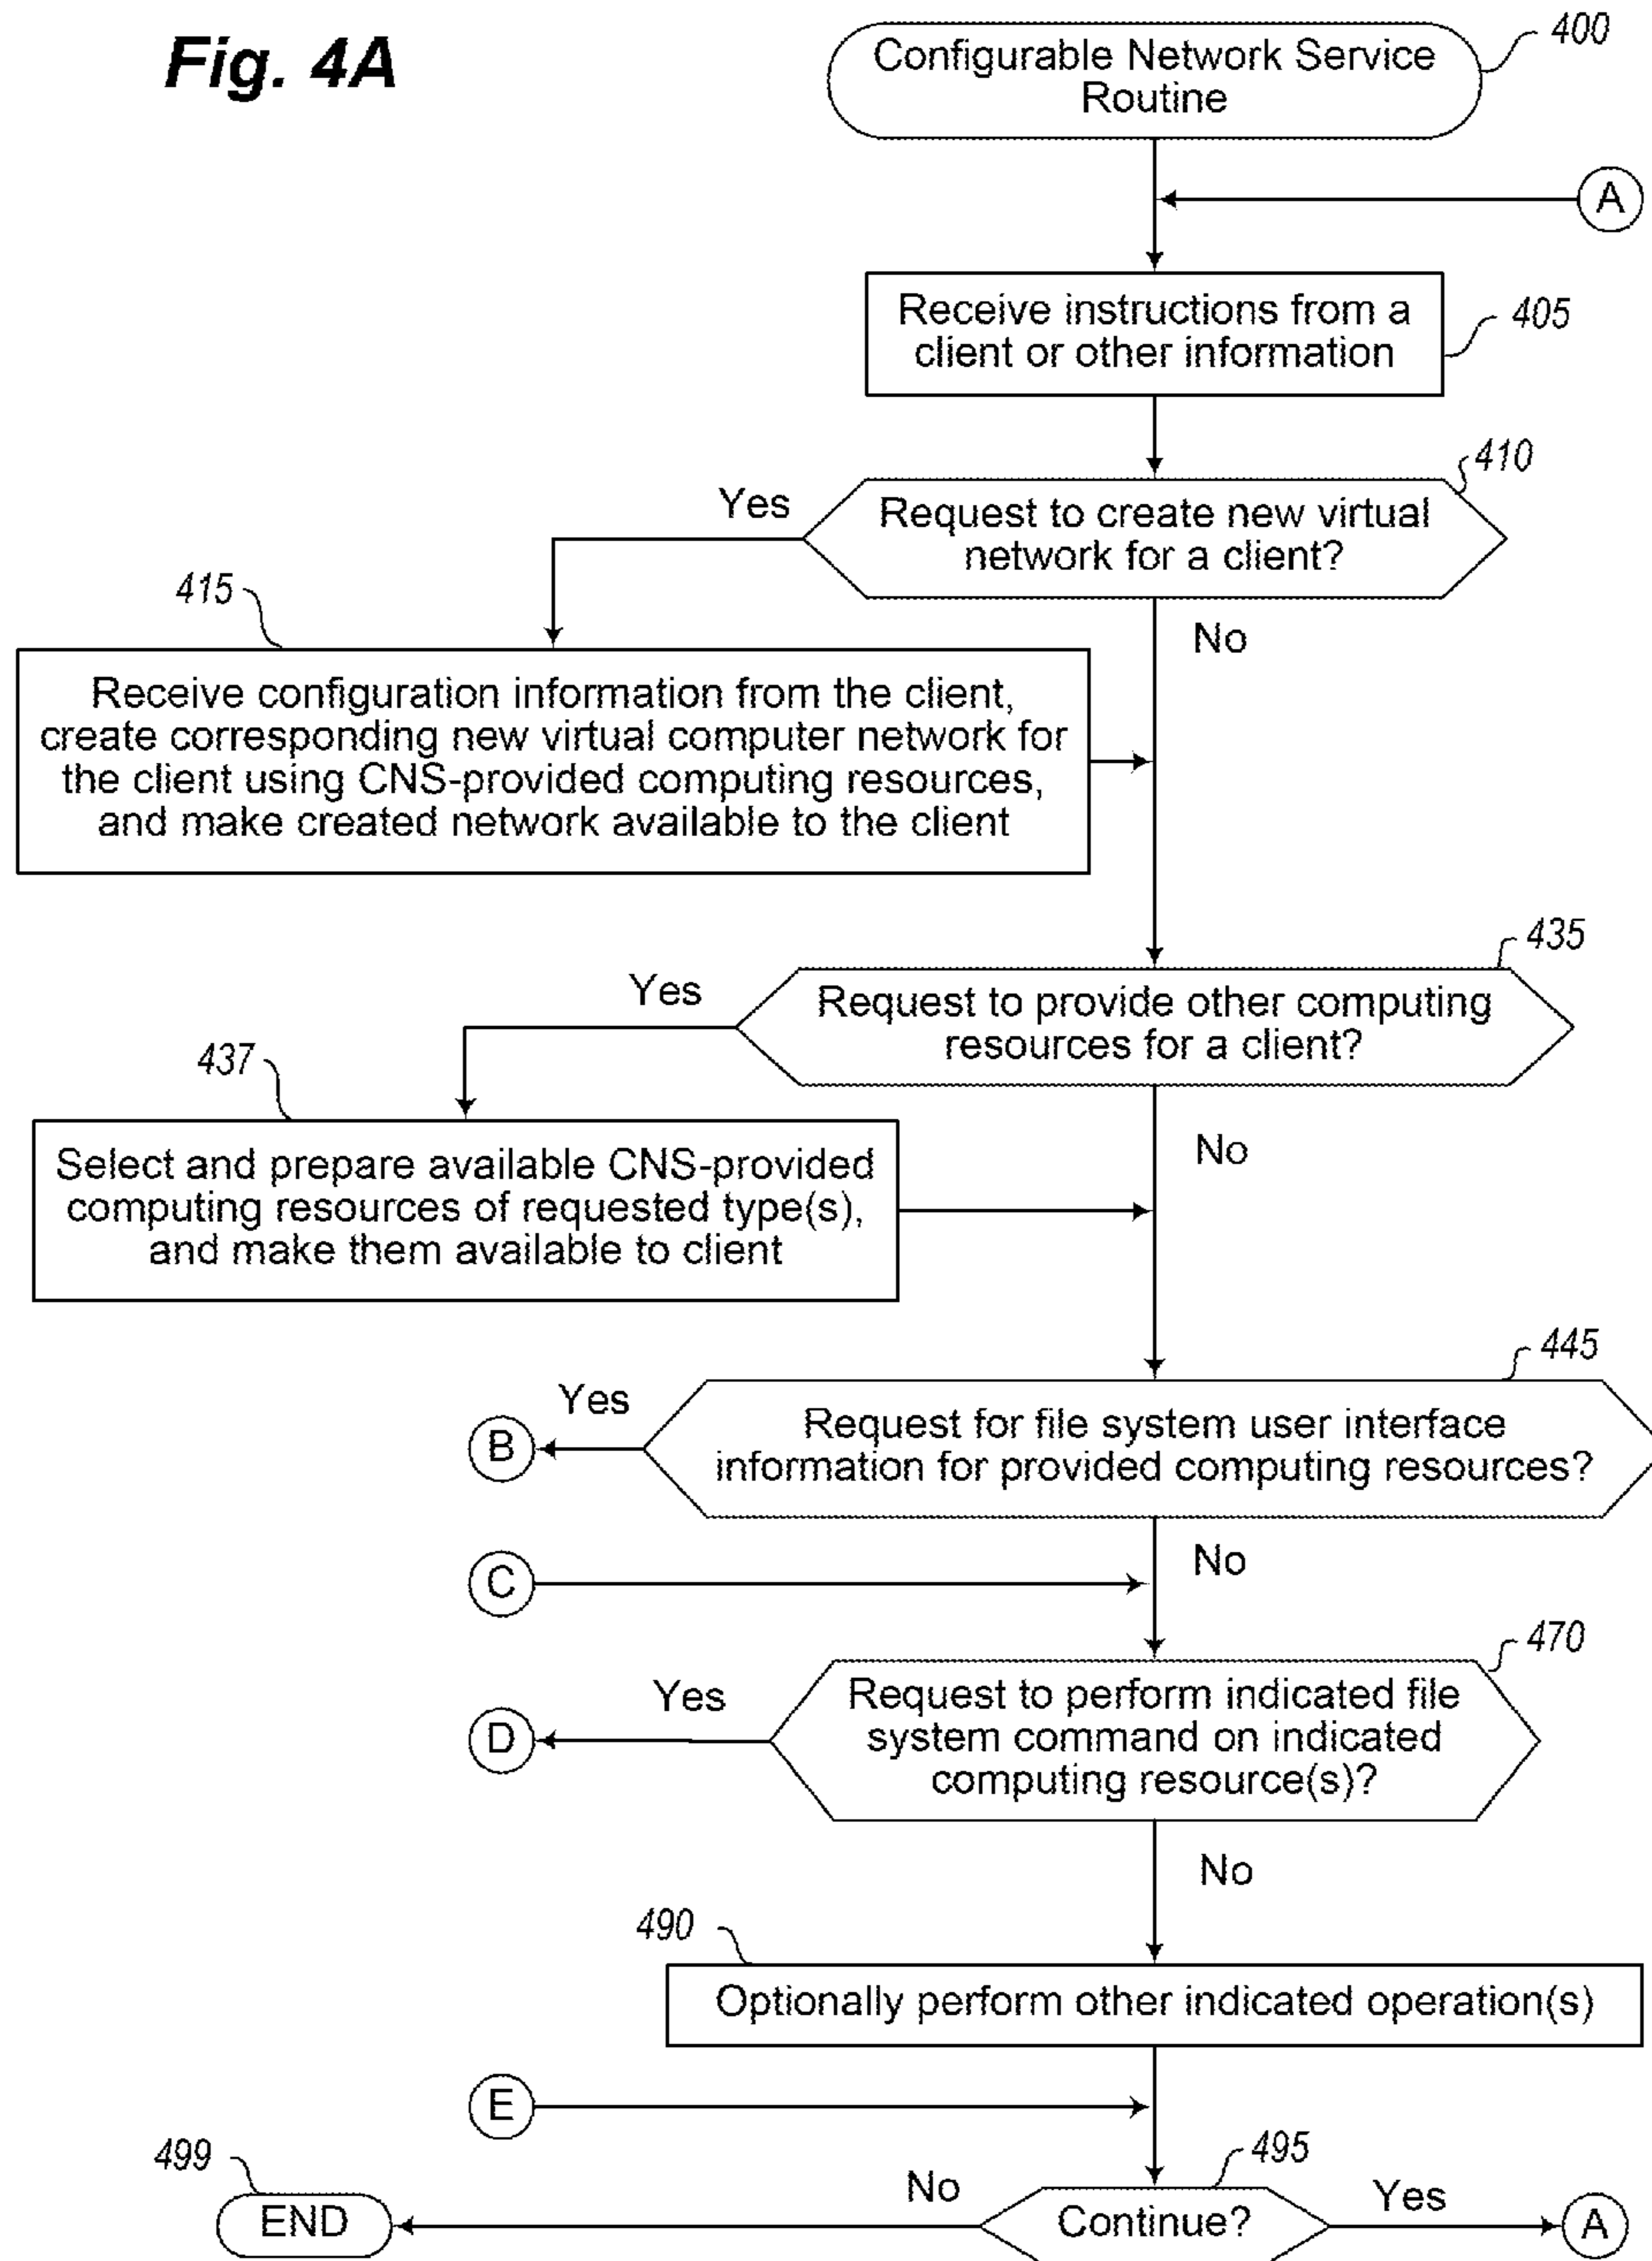 Fig. 4A
Configurable Network Service
Routine
400
A
Receive instructions from a
client or other information
405
410
Yes
Request to create new virtual
network for a client?
415
No
Receive configuration information from the client,
create corresponding new virtual computer network for
the client using CNS-provided computing resources,
and make created network available to the client
435
Yes
Request to provide other computing
resources for a client?
437
No
Select and prepare available CNS-provided
computing resources of requested type(s),
and make them available to client
445
Yes
B
Request for file system user interface
information for provided computing resources?
No
C
470
Yes
D
Request to perform indicated file
system command on indicated
computing resource(s)?
No
490
Optionally perform other indicated operation(s)
E
499
495
No
END
Continue?
Yes
A